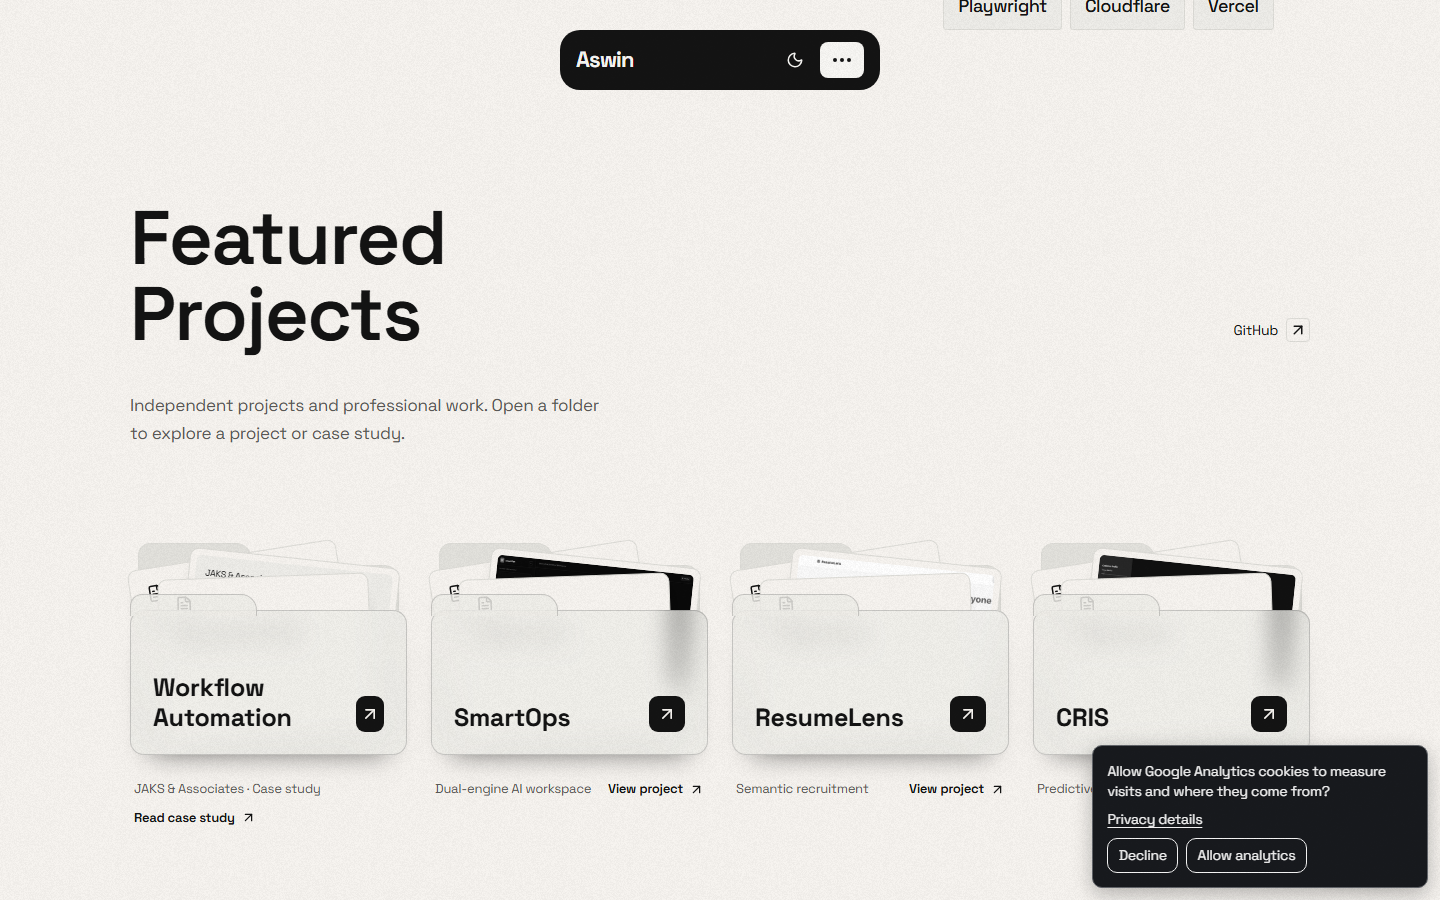 Playwright
Cloudflare
Vercel
Aswin
Featured
Projects
GitHub
Independent projects and professional work. Open a folder
to explore a project or case study.
JAKS &
yone
Workflow
Automation
SmartOps
ResumeLens
CRIS
JAKS & Associates · Case study
Read case study
Dual-engine AI workspace
View project
Semantic recruitment
View project
Predictive
Allow Google Analytics cookies to measure
visits and where they come from?
Privacy details
Decline
Allow analytics